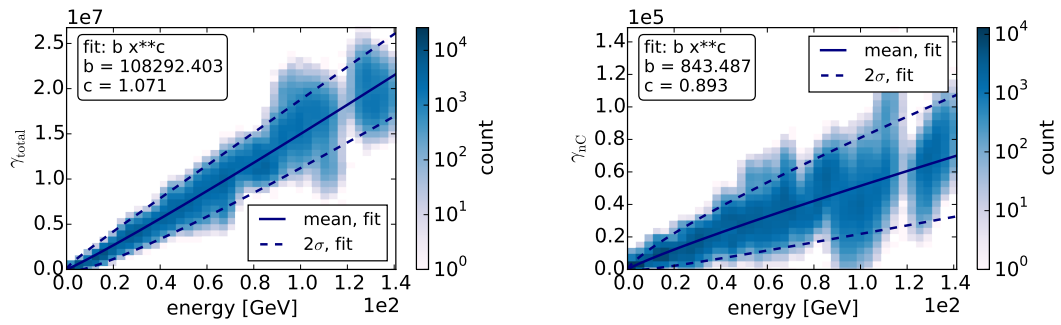 1e7
fit: b x**c
b = 108292.403
c = 1.071
2.5
2.0
1.5
1.0
0.5
0.0
γtotal
mean, fit
2σ, fit
0.0 0.2 0.4 0.6 0.8 1.0 1.2 1.4
energy [GeV]
1e2
10^4
10^3
10^2
10^1
10^0
count
1e5
fit: b x**c
b = 843.487
c = 0.893
mean, fit
2σ, fit
1.4
1.2
1.0
0.8
0.6
0.4
0.2
0.0
γnC
0.0 0.2 0.4 0.6 0.8 1.0 1.2 1.4
energy [GeV]
1e2
10^4
10^3
10^2
10^1
10^0
count